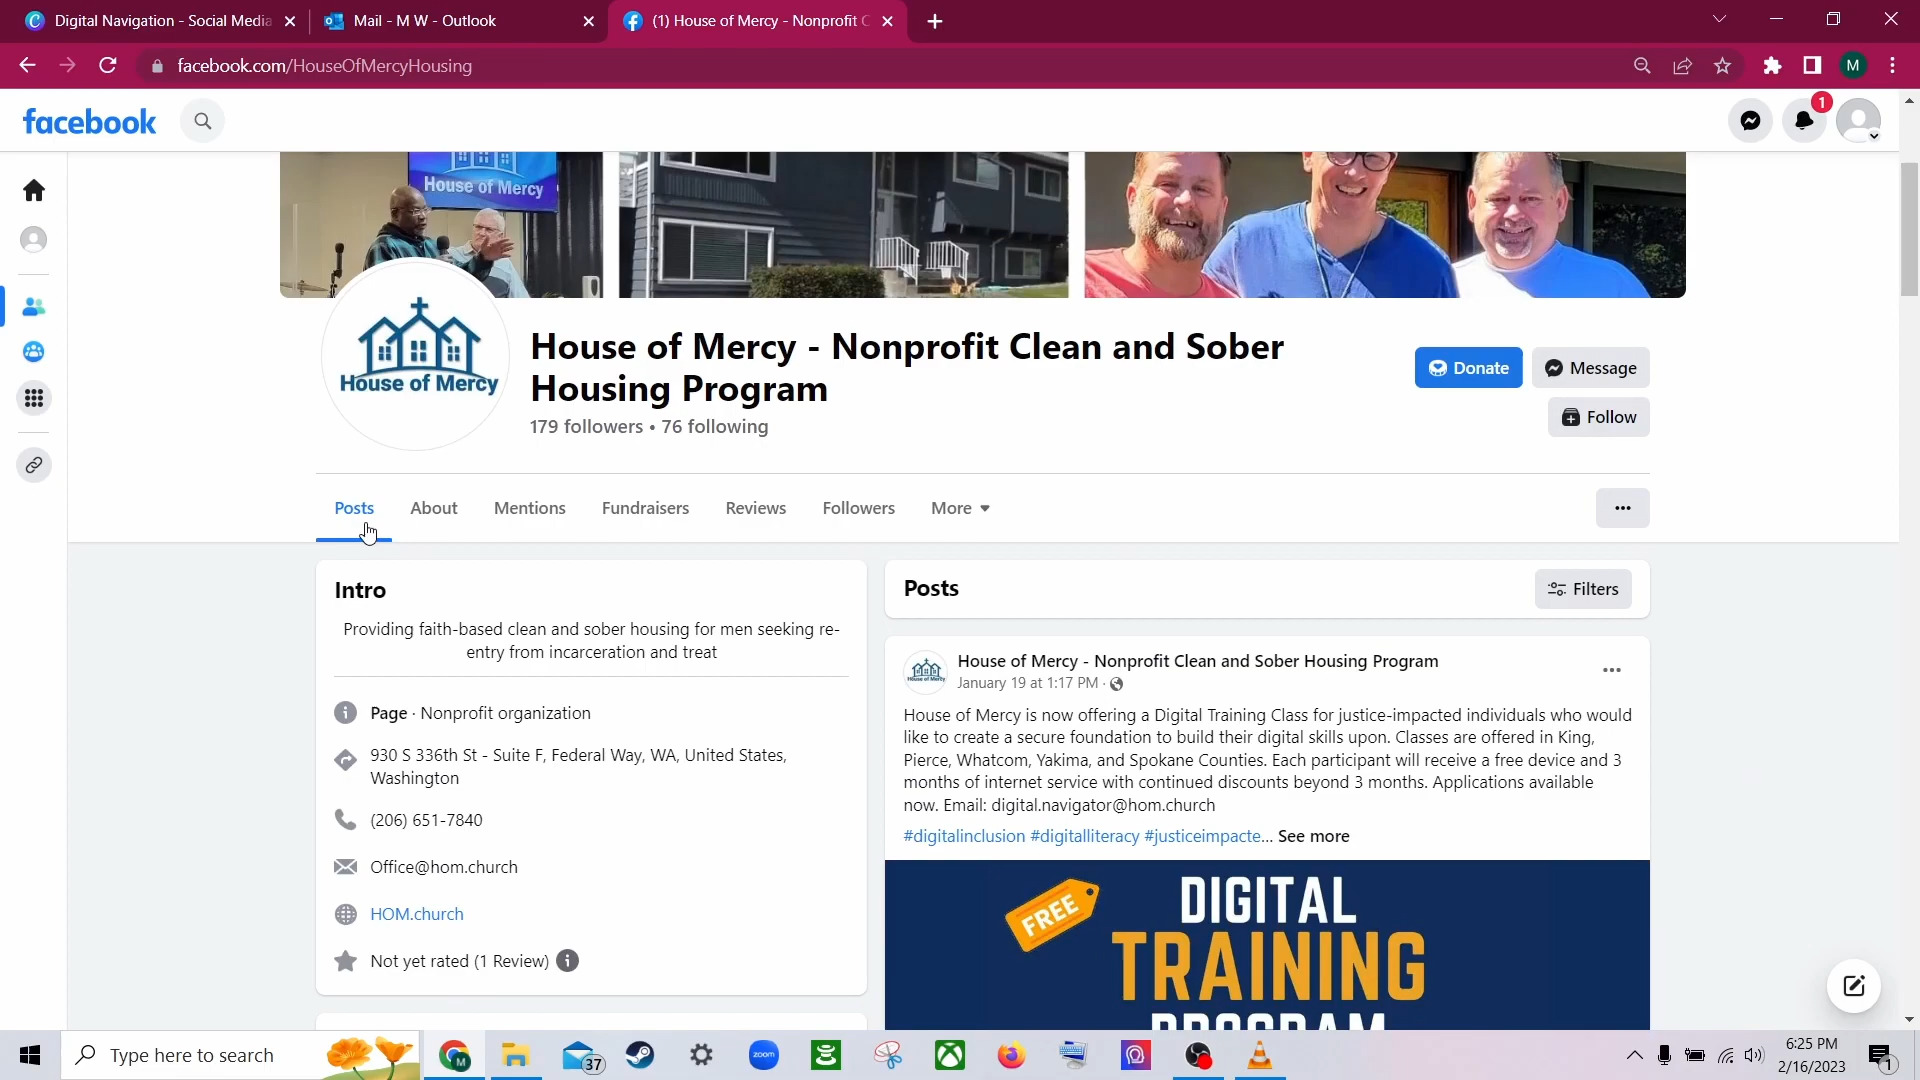 Digital Navigation - Social Media
Mail - M W - Outlook
(1) House of Mercy - Nonprofit C
facebook.com/HouseOfMercyHousing
M
facebook
1
House of Mercy
House of Mercy
House of Mercy - Nonprofit Clean and Sober
Housing Program
179 followers • 76 following
Donate
Message
Follow
Posts
About
Mentions
Fundraisers
Reviews
Followers
More
Intro
Providing faith-based clean and sober housing for men seeking re-
entry from incarceration and treat
Page · Nonprofit organization
930 S 336th St - Suite F, Federal Way, WA, United States,
Washington
(206) 651-7840
Office@hom.church
HOM.church
Not yet rated (1 Review)
Posts
Filters
House of Mercy - Nonprofit Clean and Sober Housing Program
January 19 at 1:17 PM ·
House of Mercy is now offering a Digital Training Class for justice-impacted individuals who would
like to create a secure foundation to build their digital skills upon. Classes are offered in King,
Pierce, Whatcom, Yakima, and Spokane Counties. Each participant will receive a free device and 3
months of internet service with continued discounts beyond 3 months. Applications available
now. Email: digital.navigator@hom.church
#digitalinclusion #digitalliteracy #justiceimpacte... See more
FREE
DIGITAL
TRAINING
PROGRAM
Type here to search
M
37
zoom
6:25 PM
2/16/2023
1